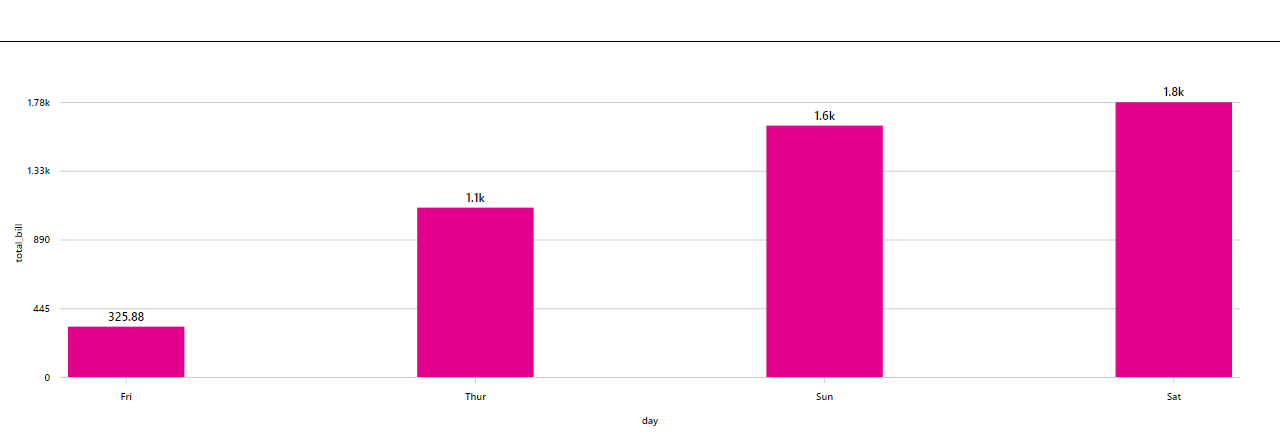 1.8k
1.78k
1.6k
1.33k
1.1k
total_bill
890
445
325.88
0
Fri Thur Sun Sat
day